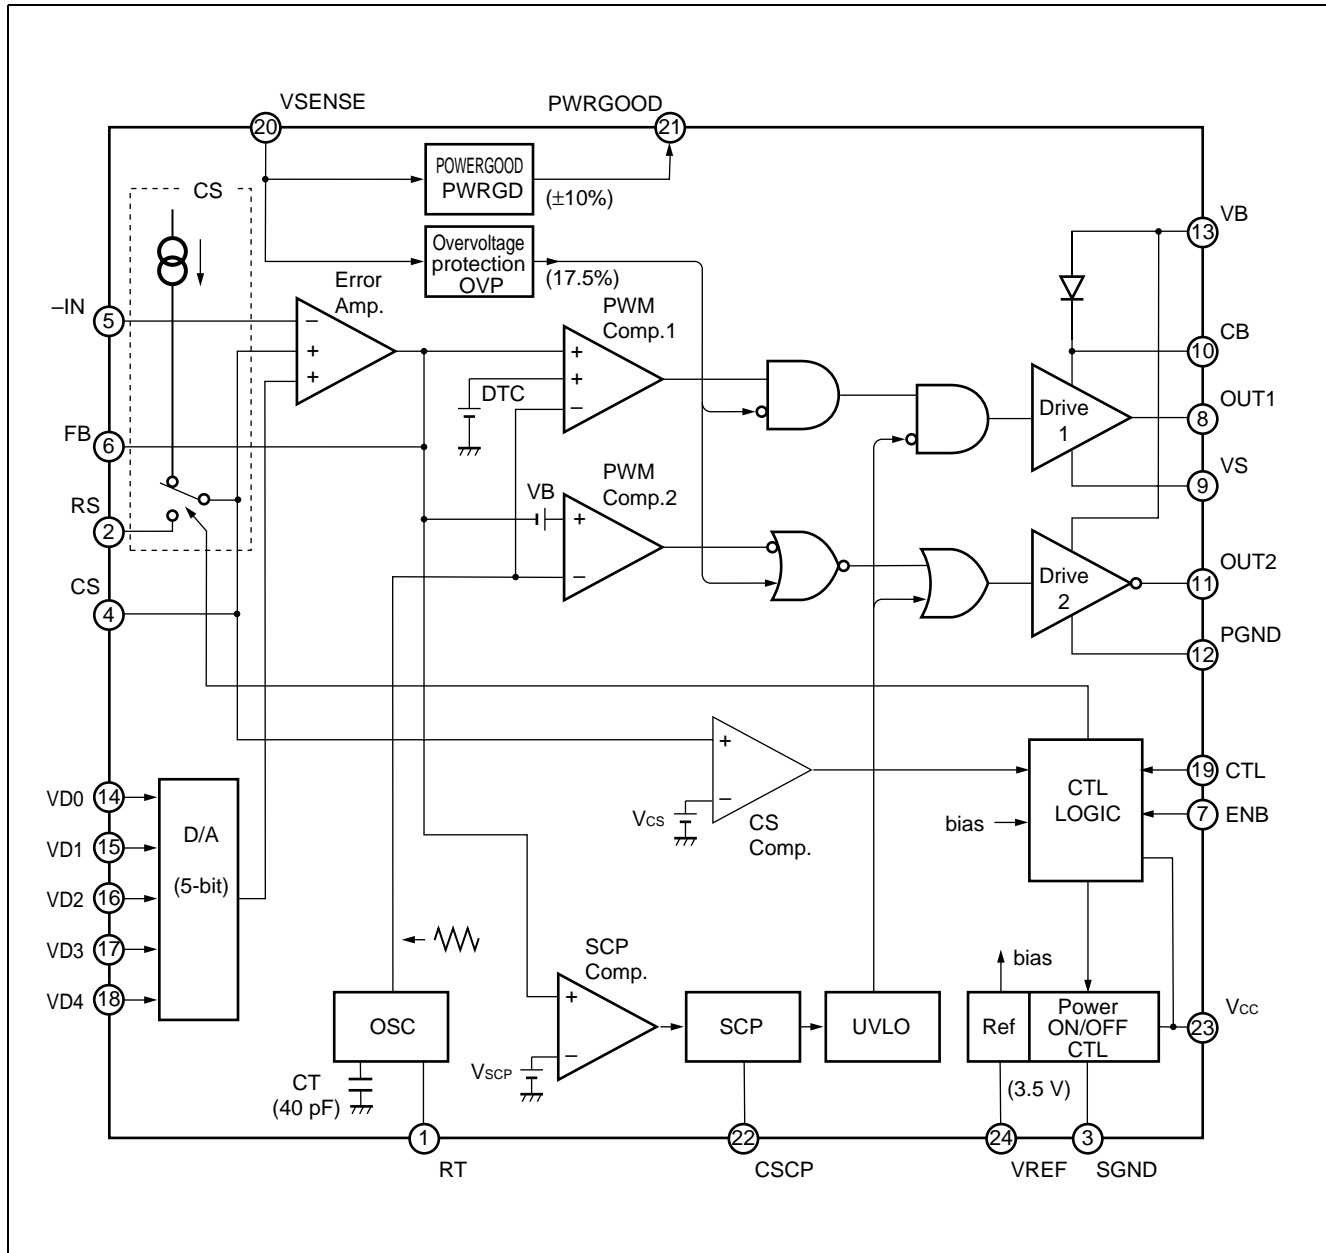 VSENSE
20
PWRGOOD
21
POWERGOOD
PWRGD
(±10%)
CS
VB
13
Overvoltage
protection
OVP
(17.5%)
Error
Amp.
–IN
5
PWM
Comp.1
CB
10
DTC
Drive
1
OUT1
8
FB
6
VS
9
RS
2
VB
PWM
Comp.2
OUT2
11
Drive
2
CS
4
PGND
12
VD0
14
VD1
15
VD2
16
VD3
17
VD4
18
D/A
(5-bit)
VCS
CS
Comp.
CTL
LOGIC
bias
19
CTL
7
ENB
SCP
Comp.
bias
OSC
CT
(40 pF)
VSCP
SCP
UVLO
Ref
Power
ON/OFF
CTL
(3.5 V)
VCC
23
1
RT
22
CSCP
24
VREF
3
SGND
+
+
+
+
+
+
+
−
−
−
−
−